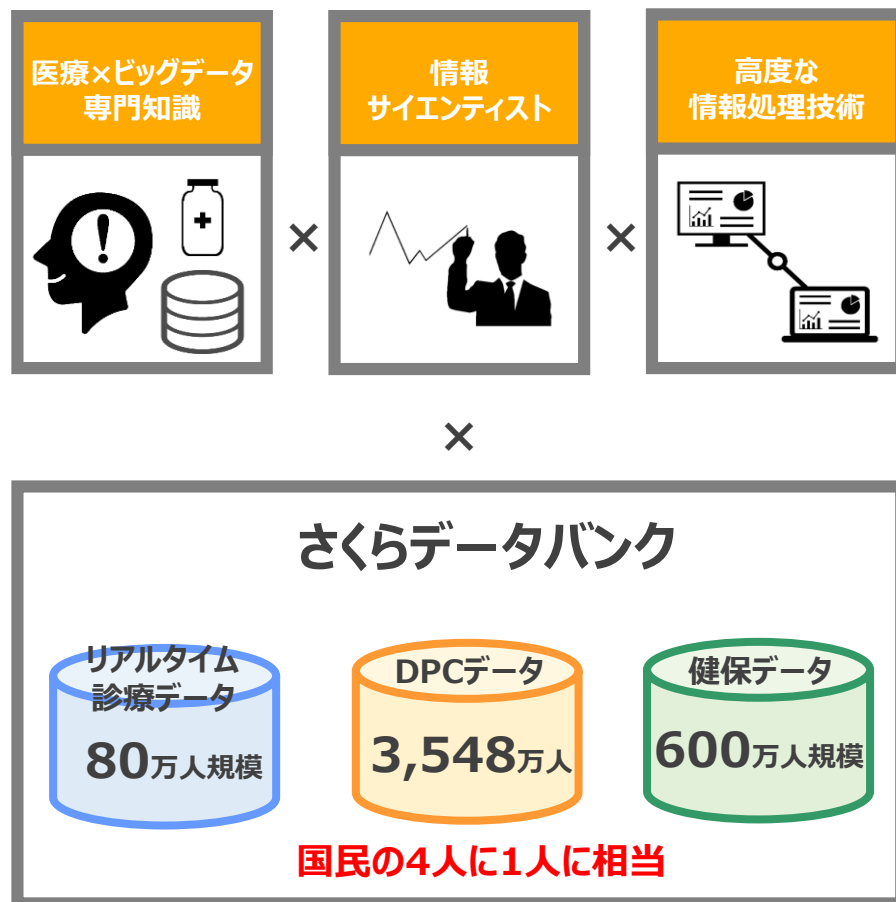 医療×ビッグデータ
専門知識
情報
サイエンティスト
高度な
情報処理技術
×
×
×
さくらデータバンク
リアルタイム
診療データ
80万人規模
DPCデータ
3,548万人
健保データ
600万人規模
国民の4人に1人に相当